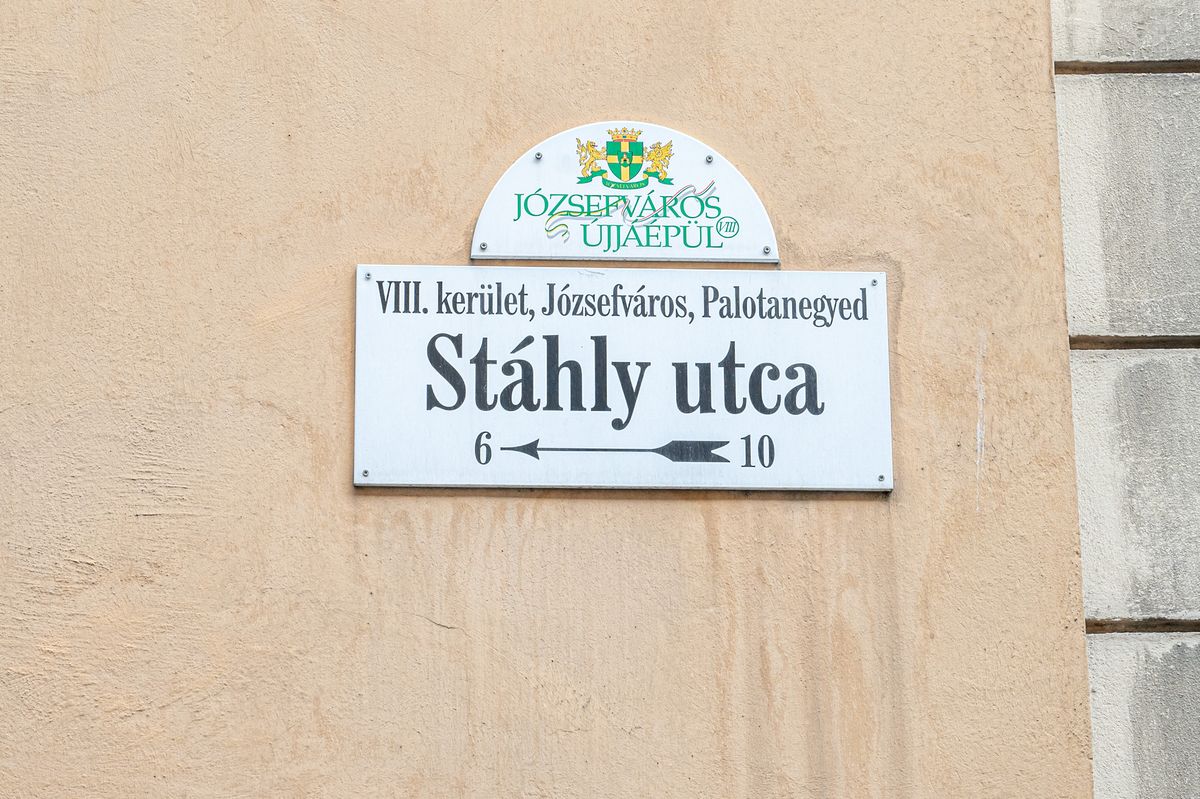 JÓZSEFVÁROS
ÚJJÁÉPÜL VIII
VIII. kerület, Józsefváros, Palotanegyed
Stáhly utca
6 10